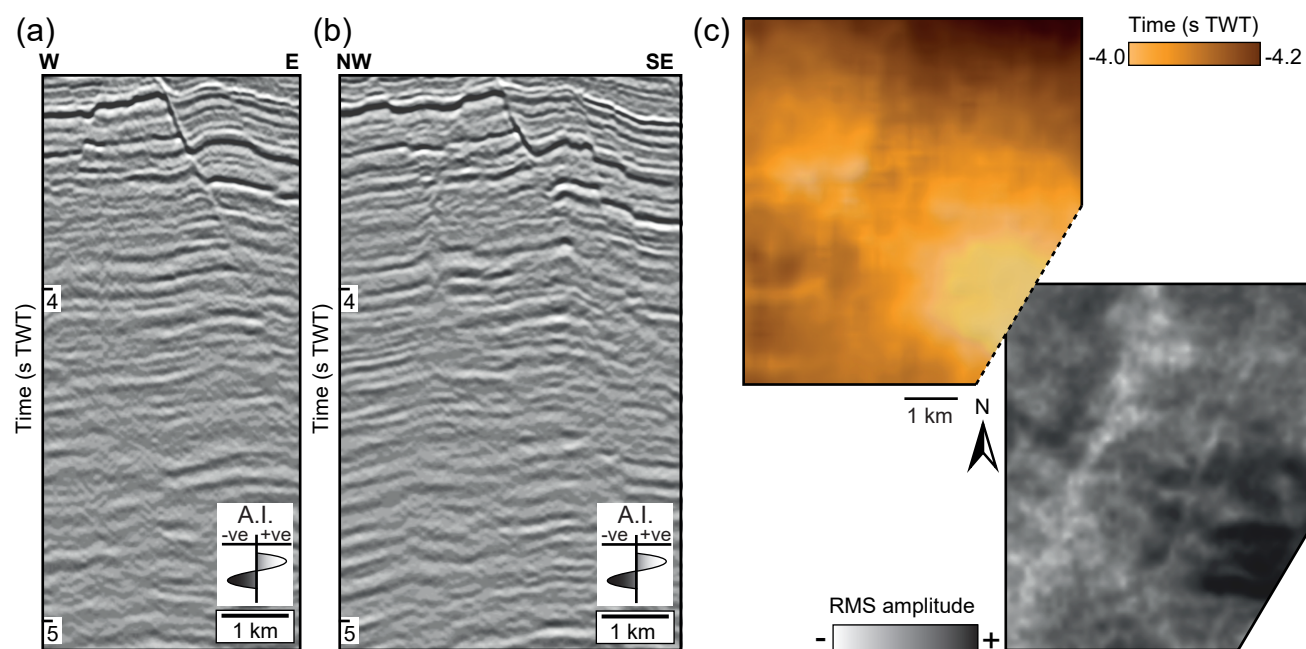 (a)
W
E
Time (s TWT)
4
5
A.I.
-ve +ve
1 km
(b)
NW
SE
Time (s TWT)
4
5
A.I.
-ve +ve
1 km
(c)
Time (s TWT)
-4.0
-4.2
1 km
N
RMS amplitude
- +